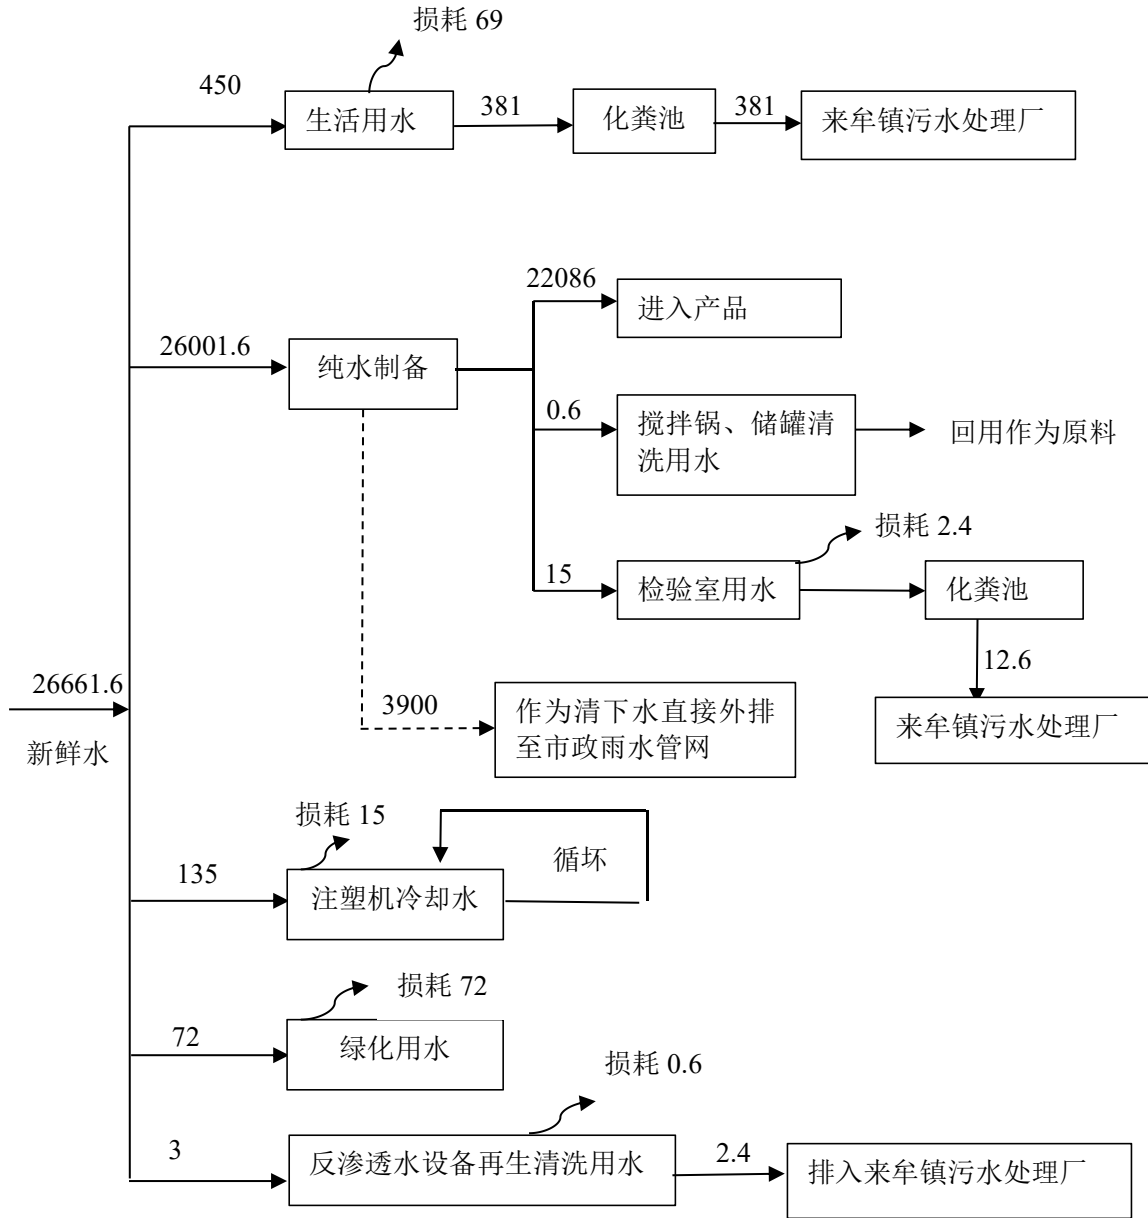 损耗 69
450
生活用水
381
化粪池
381
来牟镇污水处理厂
22086
进入产品
26001.6
纯水制备
0.6
搅拌锅、储罐清
洗用水
回用作为原料
损耗 2.4
15
检验室用水
化粪池
12.6
来牟镇污水处理厂
26661.6
新鲜水
3900
作为清下水直接外排
至市政雨水管网
损耗 15
循坏
135
注塑机冷却水
损耗 72
72
绿化用水
损耗 0.6
3
反渗透水设备再生清洗用水
2.4
排入来牟镇污水处理厂